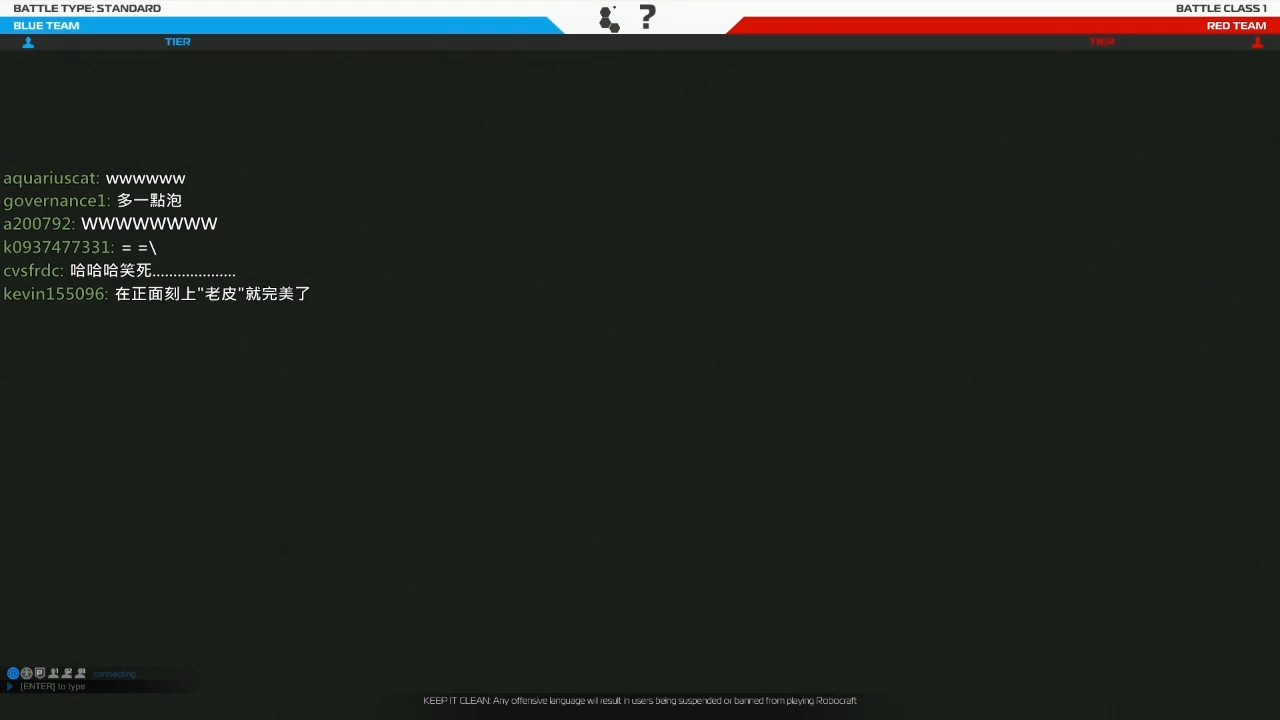 BATTLE TYPE: STANDARD
?
BATTLE CLASS 1
BLUE TEAM
RED TEAM
TIER
TIER
aquariuscat: wwwwww
governance1: 多一點泡
a200792: WWWWWWWW
k0937477331: = =\
cvsfrdc: 哈哈哈笑死....................
kevin155096: 在正面刻上"老皮"就完美了
connecting...
[ENTER] to type
KEEP IT CLEAN: Any offensive language will result in users being suspended or banned from playing Robocraft